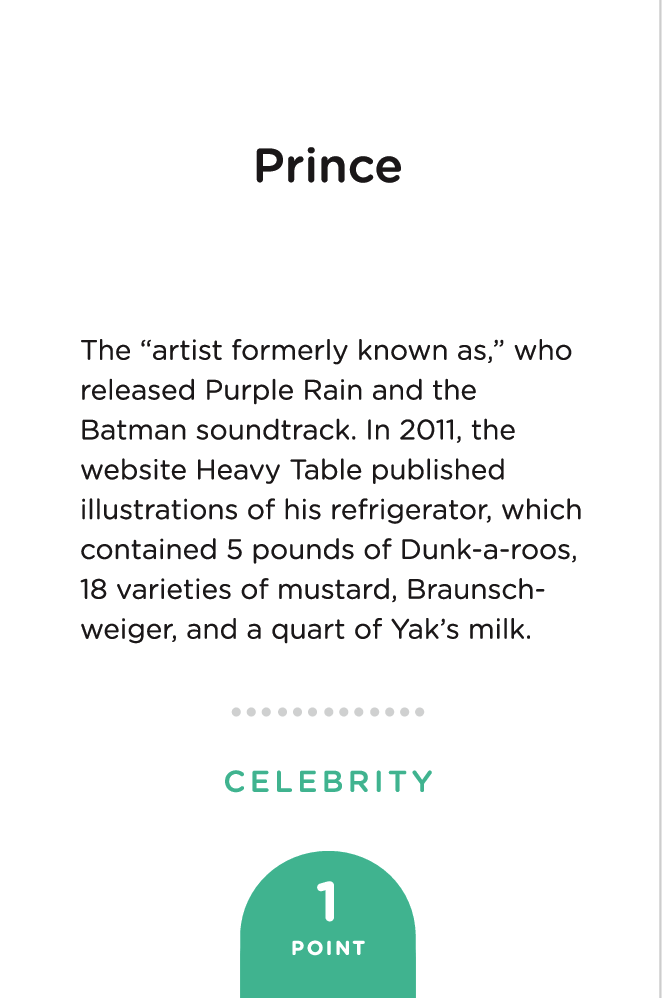 Prince
The “artist formerly known as,” who
released Purple Rain and the
Batman soundtrack. In 2011, the
website Heavy Table published
illustrations of his refrigerator, which
contained 5 pounds of Dunk-a-roos,
18 varieties of mustard, Braunsch-
weiger, and a quart of Yak’s milk.
CELEBRITY
1
POINT